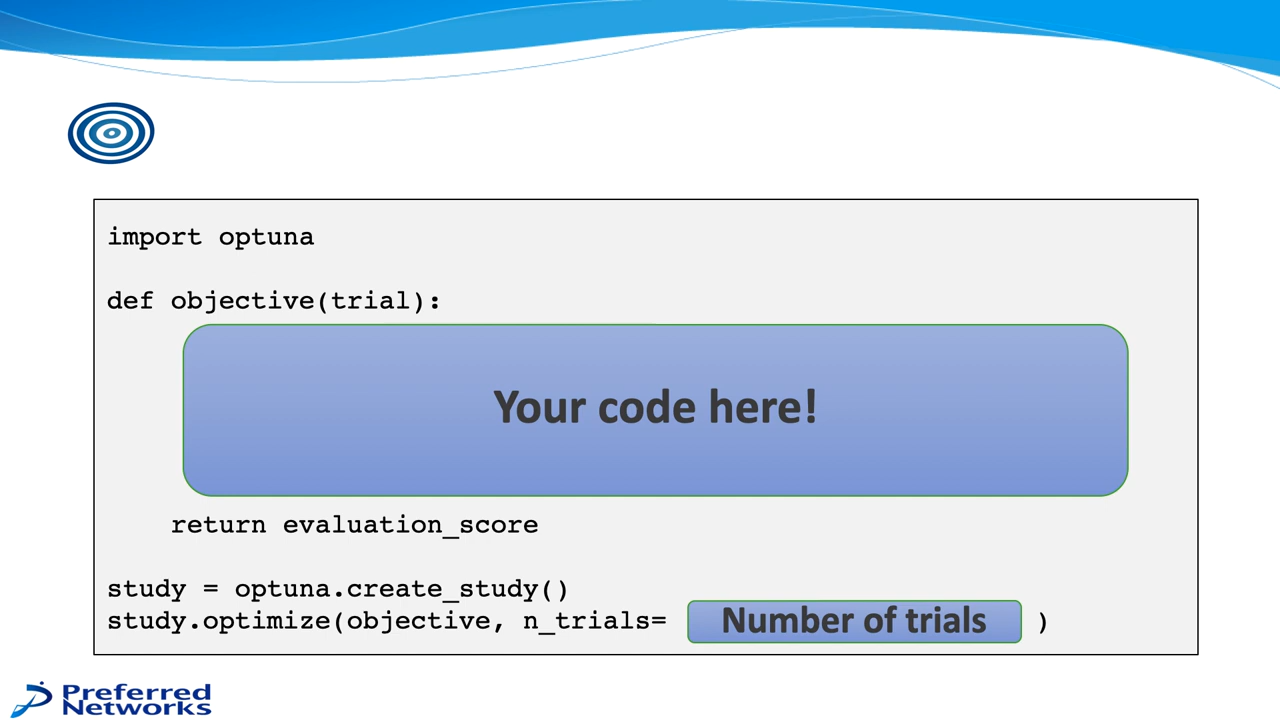 import optuna
def objective(trial):
Your code here!
return evaluation_score
study = optuna.create_study()
study.optimize(objective, n_trials= Number of trials )
Preferred
Networks